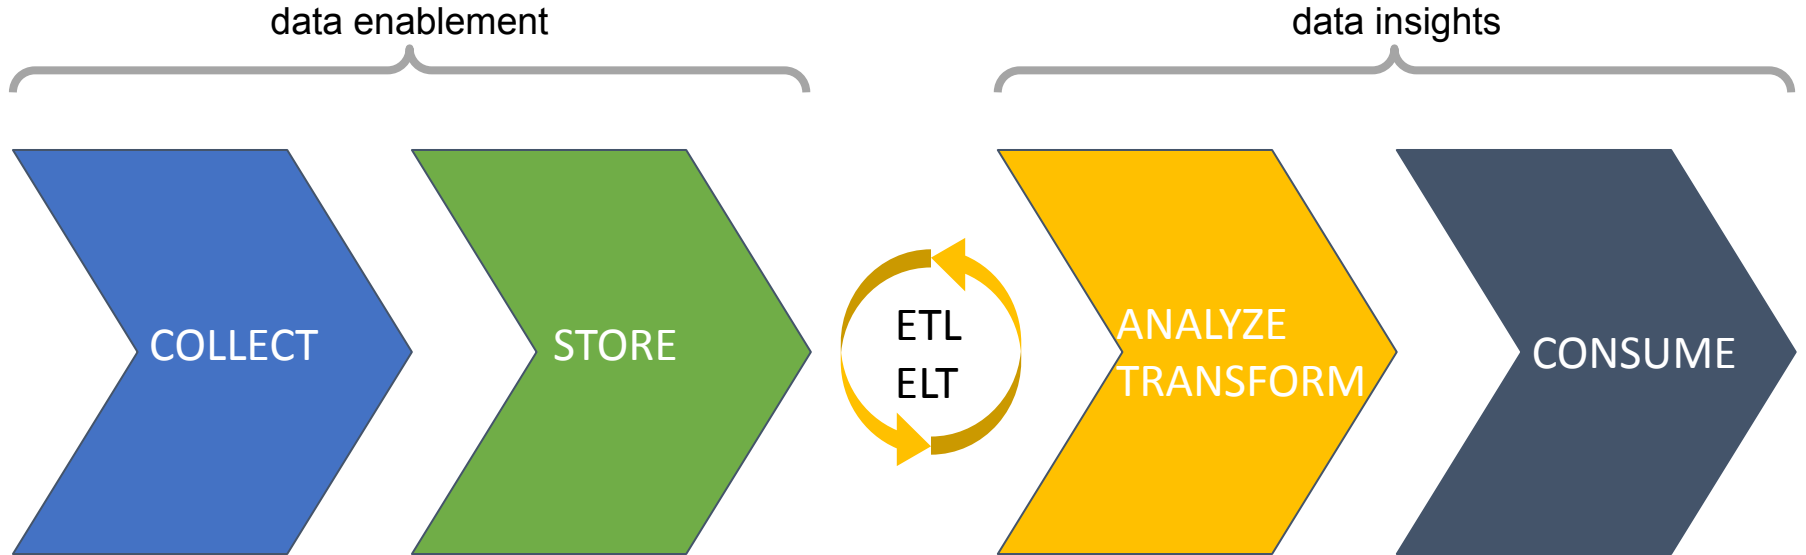 data enablement
data insights
COLLECT
STORE
ETL
ELT
ANALYZE
TRANSFORM
CONSUME